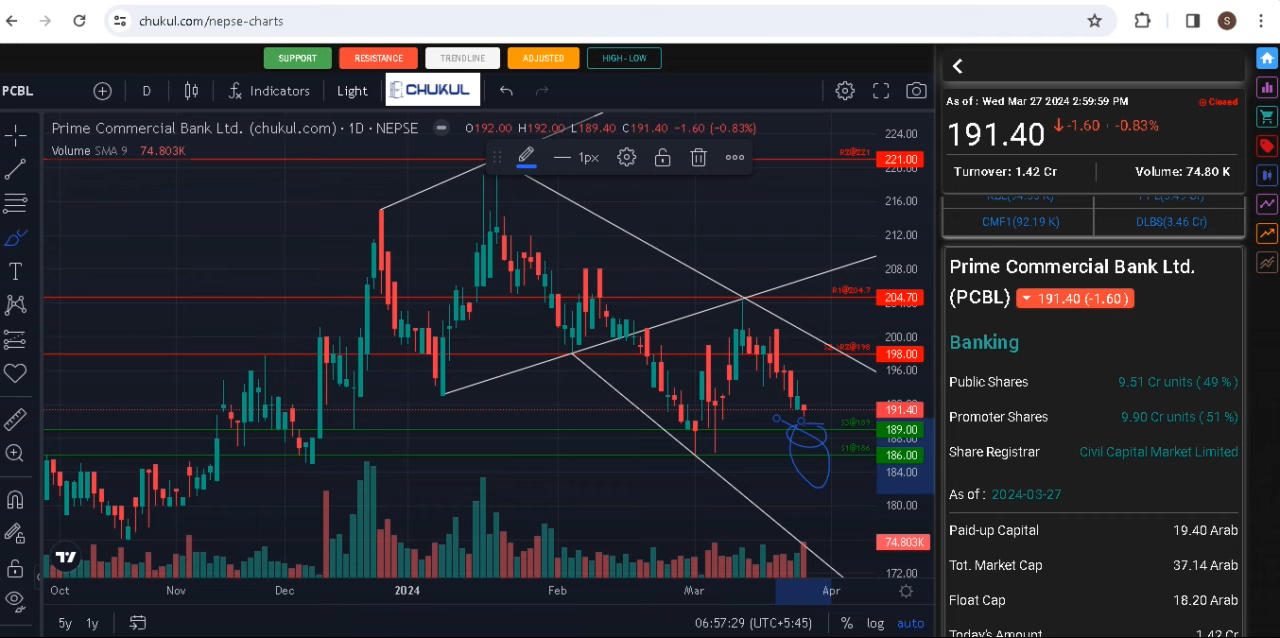 chukul.com/nepse-charts
S
SUPPORT RESISTANCE TRENDLINE ADJUSTED HIGH-LOW
PCBL D Indicators Light CHUKUL
Prime Commercial Bank Ltd. (chukul.com) · 1D · NEPSE O192.00 H192.00 L189.40 C191.40 -1.60 (-0.83%)
Volume SMA 9 74.803K
1px
224.00
R2@221 221.00
220.00
216.00
212.00
208.00
R1@204.7 204.70
200.00
198.00
196.00
191.40
S3@189 189.00
188.00
S1@186 186.00
184.00
180.00
74.803K
172.00
Oct Nov Dec 2024 Feb Mar Apr
5y 1y 06:57:29 (UTC+5:45) % log auto
As of : Wed Mar 27 2024 2:59:59 PM Closed
191.40 -1.60 -0.83%
Turnover: 1.42 Cr Volume: 74.80 K
CMF1(92.19 K) DLBS(3.46 Cr)
Prime Commercial Bank Ltd.
(PCBL) 191.40 (-1.60 )
Banking
Public Shares 9.51 Cr units ( 49 % )
Promoter Shares 9.90 Cr units ( 51 %)
Share Registrar Civil Capital Market Limited
As of : 2024-03-27
Paid-up Capital 19.40 Arab
Tot. Market Cap 37.14 Arab
Float Cap 18.20 Arab
Today's Amount 1.42 Cr